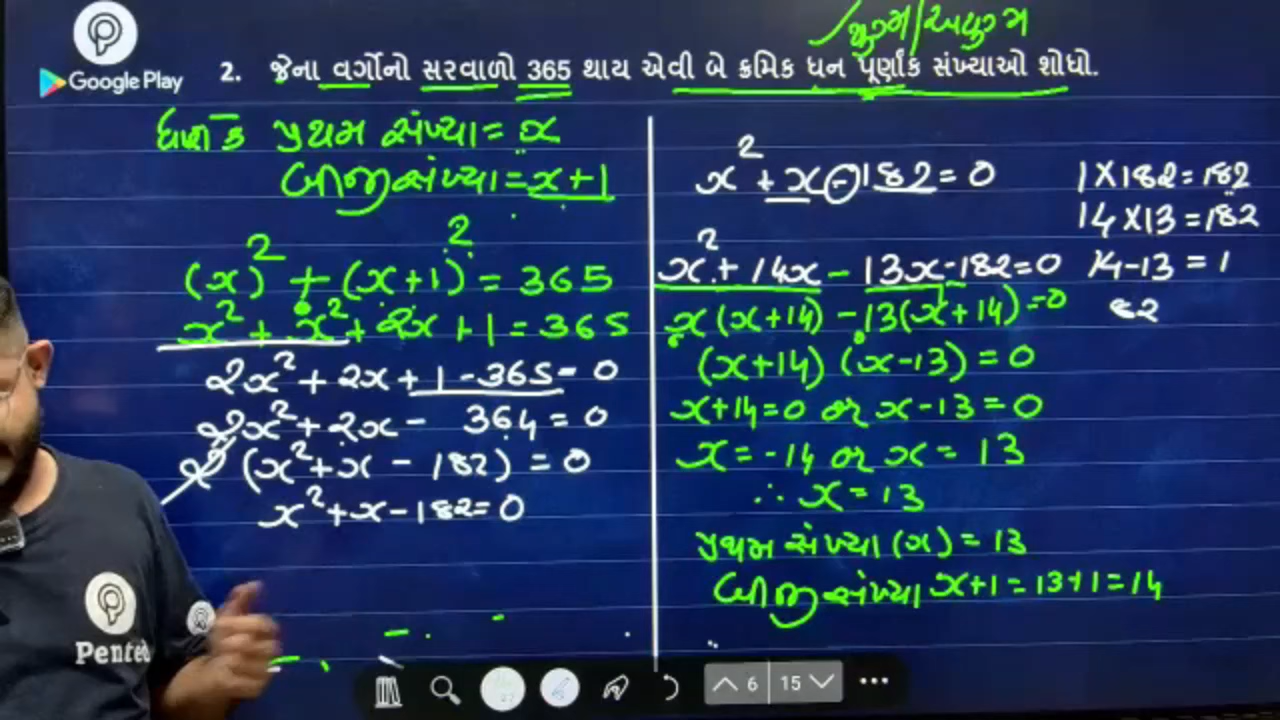 યુગ્મ/અયુગ્મ
Google Play
2. જેના વર્ગોનો સરવાળો 365 થાય એવી બે ક્રમિક ધન પૂર્ણાંક સંખ્યાઓ શોધો.
ધારો કે પ્રથમ સંખ્યા = x
બીજી સંખ્યા = x+1
(x)² + (x+1)² = 365
x² + x² + 2x + 1 = 365
2x² + 2x + 1 - 365 = 0
2x² + 2x - 364 = 0
2 (x² + x - 182) = 0
x² + x - 182 = 0
x² + x - 182 = 0
x² + 14x - 13x - 182 = 0
x (x+14) - 13(x+14) = 0
(x+14) (x-13) = 0
x+14=0 or x-13=0
x = -14 or x = 13
∴ x = 13
પ્રથમ સંખ્યા (x) = 13
બીજી સંખ્યા x+1 = 13+1 = 14
1 X 182 = 182
14 X 13 = 182
14-13 = 1
Pented
6 15